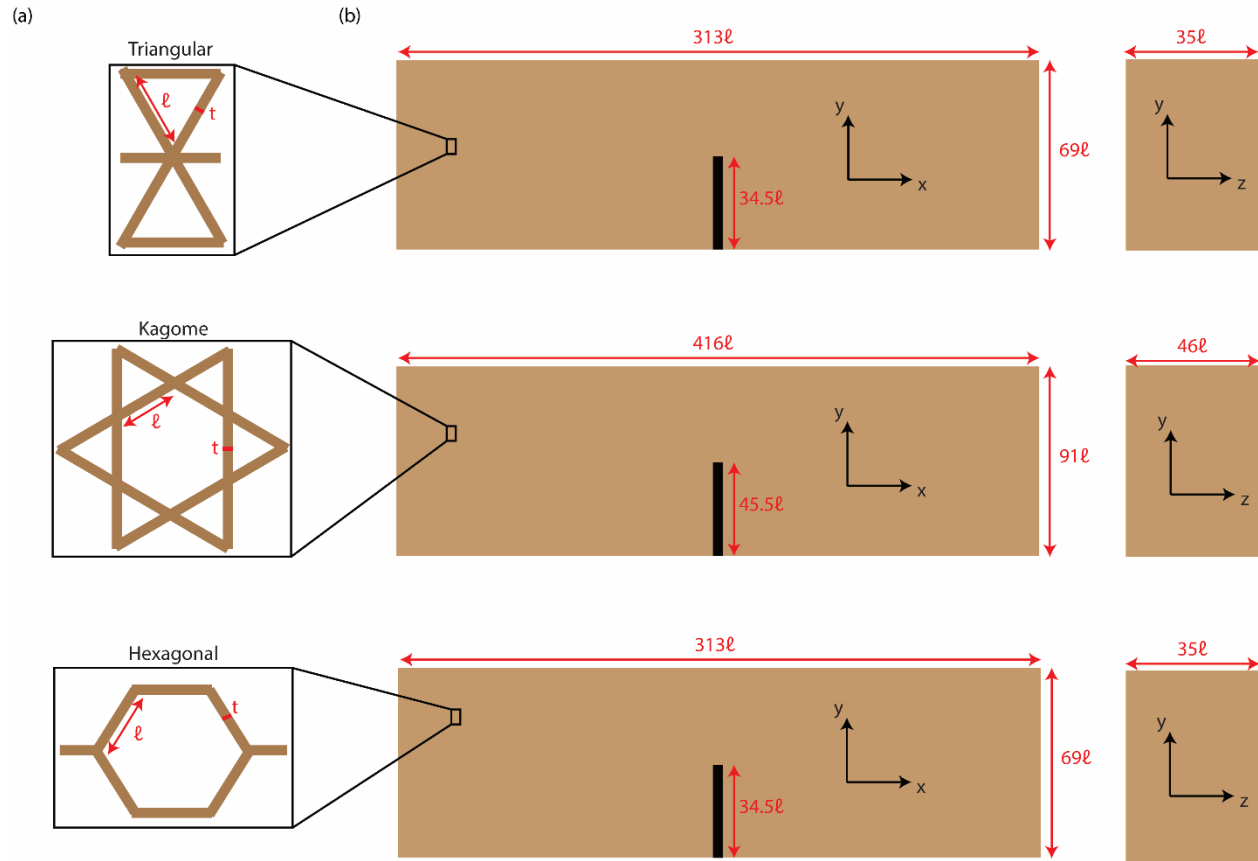 (a)
(b)
Triangular
ℓ
t
313ℓ
35ℓ
y
x
34.5ℓ
69ℓ
y
z
Kagome
ℓ
t
416ℓ
46ℓ
y
x
45.5ℓ
91ℓ
y
z
Hexagonal
ℓ
t
313ℓ
35ℓ
y
x
34.5ℓ
69ℓ
y
z